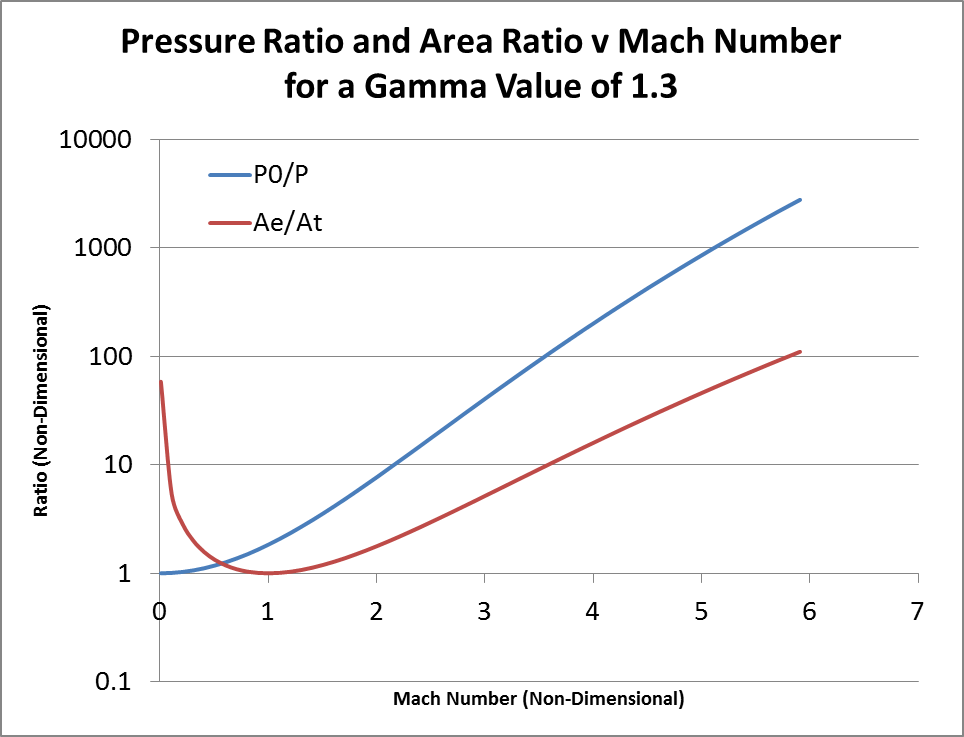 Pressure Ratio and Area Ratio v Mach Number
for a Gamma Value of 1.3
10000
P0/P
Ae/At
1000
100
10
1
0 1 2 3 4 5 6 7
0.1
Ratio (Non-Dimensional)
Mach Number (Non-Dimensional)